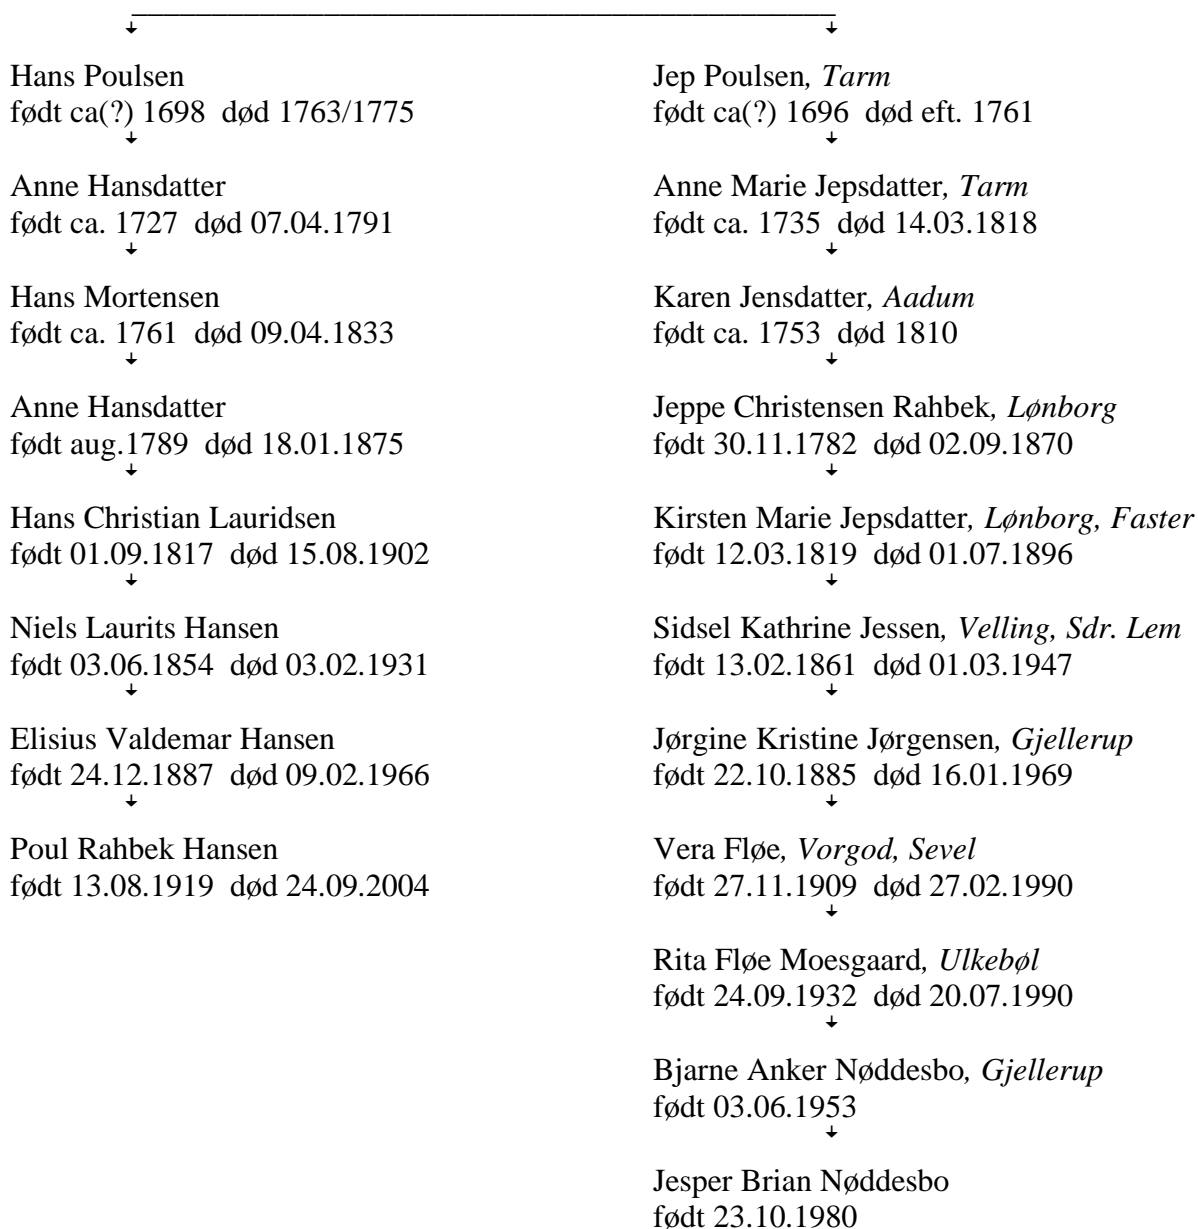 Hans Poulsen
født ca(?) 1698  død 1763/1775
Anne Hansdatter
født ca. 1727  død 07.04.1791
Hans Mortensen
født ca. 1761  død 09.04.1833
Anne Hansdatter
født aug.1789  død 18.01.1875
Hans Christian Lauridsen
født 01.09.1817  død 15.08.1902
Niels Laurits Hansen
født 03.06.1854  død 03.02.1931
Elisius Valdemar Hansen
født 24.12.1887  død 09.02.1966
Poul Rahbek Hansen
født 13.08.1919  død 24.09.2004
Jep Poulsen, Tarm
født ca(?) 1696  død eft. 1761
Anne Marie Jepsdatter, Tarm
født ca. 1735  død 14.03.1818
Karen Jensdatter, Aadum
født ca. 1753  død 1810
Jeppe Christensen Rahbek, Lønborg
født 30.11.1782  død 02.09.1870
Kirsten Marie Jepsdatter, Lønborg, Faster
født 12.03.1819  død 01.07.1896
Sidsel Kathrine Jessen, Velling, Sdr. Lem
født 13.02.1861  død 01.03.1947
Jørgine Kristine Jørgensen, Gjellerup
født 22.10.1885  død 16.01.1969
Vera Fløe, Vorgod, Sevel
født 27.11.1909  død 27.02.1990
Rita Fløe Moesgaard, Ulkebøl
født 24.09.1932  død 20.07.1990
Bjarne Anker Nøddesbo, Gjellerup
født 03.06.1953
Jesper Brian Nøddesbo
født 23.10.1980